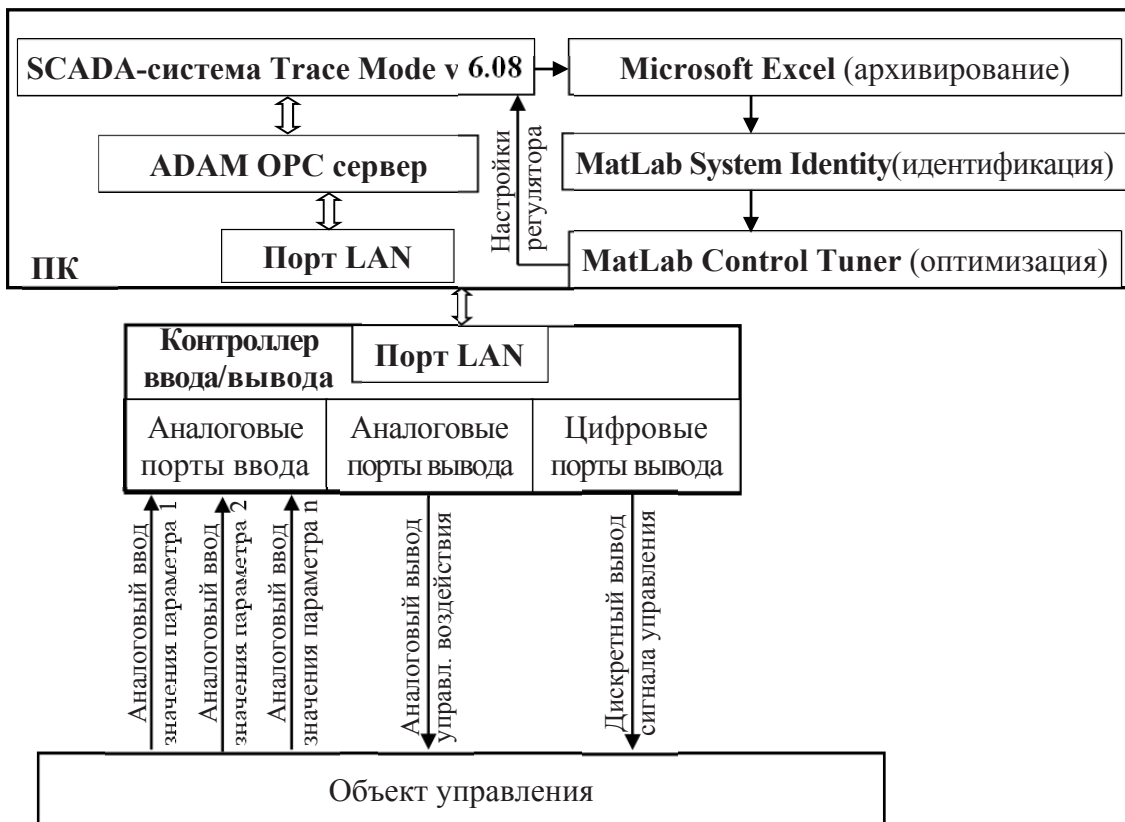 SCADA-система Trace Mode v 6.08
Microsoft Excel (архивирование)
ADAM OPC сервер
MatLab System Identity(идентификация)
Настройки
регулятора
Порт LAN
MatLab Control Tuner (оптимизация)
ПК
Контроллер
ввода/вывода
Порт LAN
Аналоговые
порты ввода
Аналоговые
порты вывода
Цифровые
порты вывода
Аналоговый ввод
значения параметра 1
Аналоговый ввод
значения параметра 2
Аналоговый ввод
значения параметра n
Аналоговый вывод
управл. воздействия
Дискретный вывод
сигнала управления
Объект управления